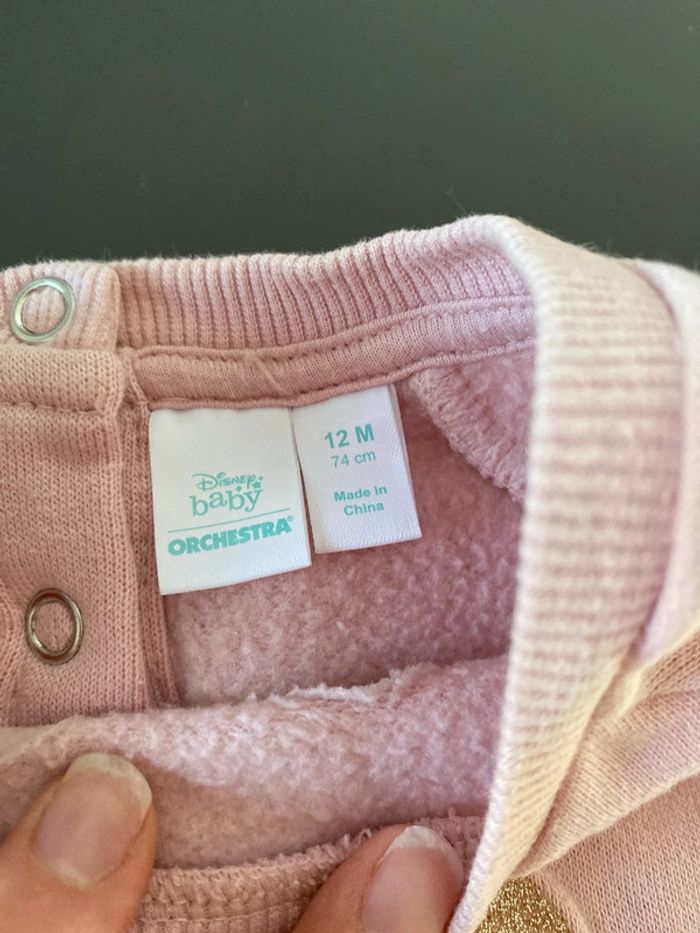 Disney
baby
ORCHESTRA®
12 M
74 cm
Made in
China